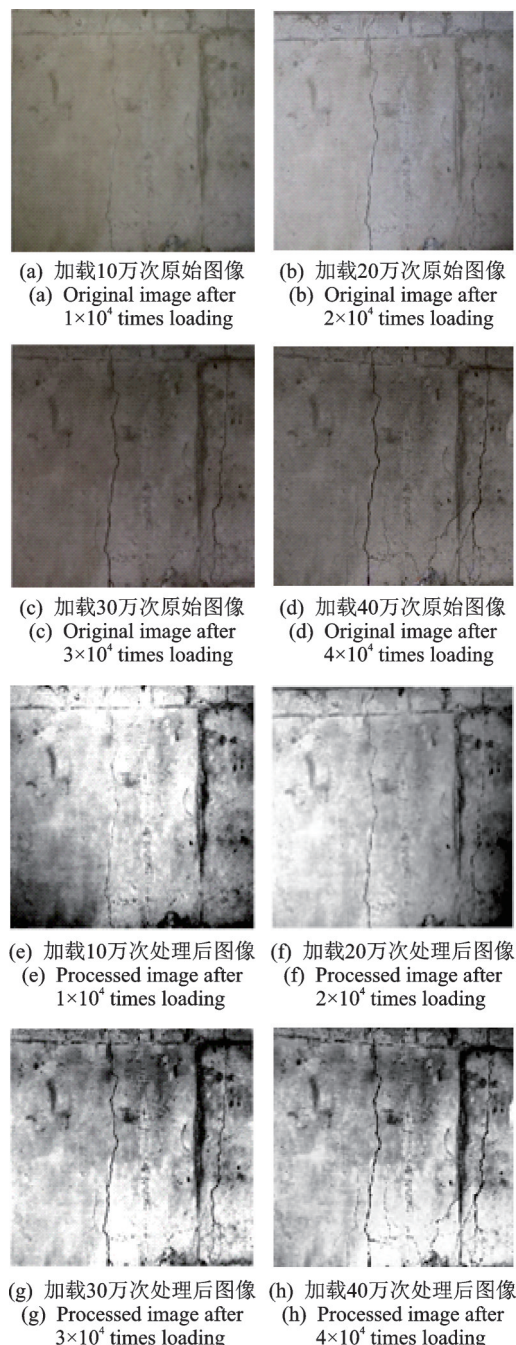 (a) 加载10万次原始图像
(a) Original image after
1×10⁴ times loading
(b) 加载20万次原始图像
(b) Original image after
2×10⁴ times loading
(c) 加载30万次原始图像
(c) Original image after
3×10⁴ times loading
(d) 加载40万次原始图像
(d) Original image after
4×10⁴ times loading
(e) 加载10万次处理后图像
(e) Processed image after
1×10⁴ times loading
(f) 加载20万次处理后图像
(f) Processed image after
2×10⁴ times loading
(g) 加载30万次处理后图像
(g) Processed image after
3×10⁴ times loading
(h) 加载40万次处理后图像
(h) Processed image after
4×10⁴ times loading